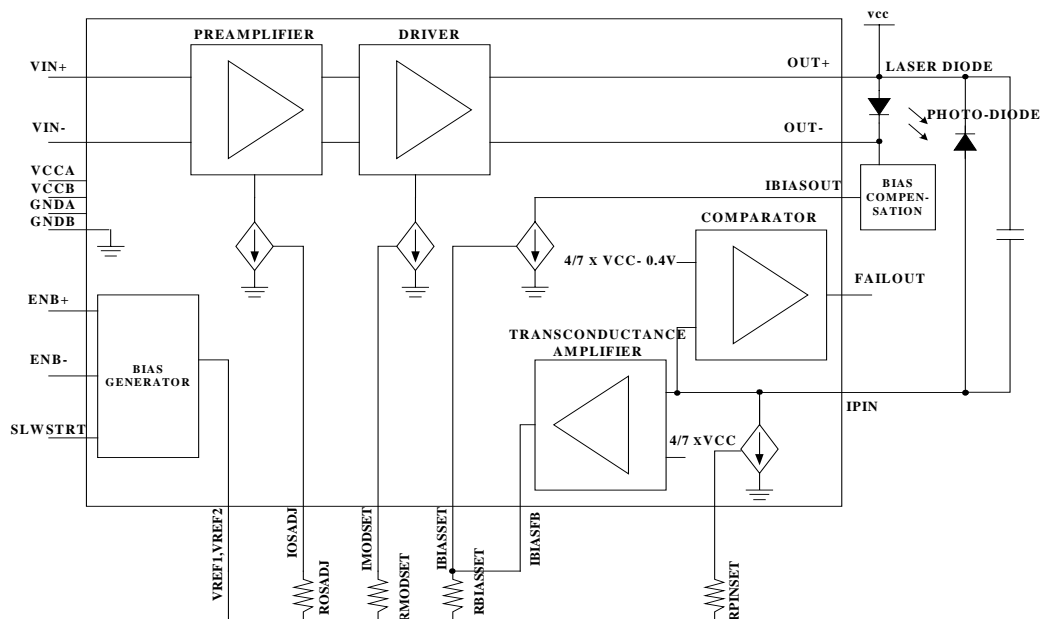 vcc
PREAMPLIFIER
DRIVER
VIN+
OUT+
LASER DIODE
PHOTO-DIODE
VIN-
OUT-
VCCA
VCCB
GNDA
GNDB
IBIASOUT
BIAS
COMPEN-
SATION
COMPARATOR
4/7 x VCC- 0.4V
FAILOUT
ENB+
ENB-
SLWSTRT
BIAS
GENERATOR
TRANSCONDUCTANCE
AMPLIFIER
IPIN
4/7 xVCC
VREF1,VREF2
IOSADJ
ROSADJ
IMODSET
RMODSET
IBIASSET
RBIASSET
IBIASFB
RPINSET